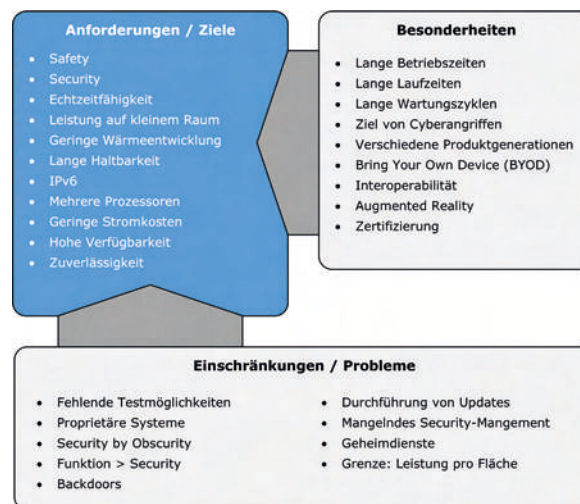 Anforderungen / Ziele
• Safety
• Security
• Echtzeitfähigkeit
• Leistung auf kleinem Raum
• Geringe Wärmeentwicklung
• Lange Haltbarkeit
• IPv6
• Mehrere Prozessoren
• Geringe Stromkosten
• Hohe Verfügbarkeit
• Zuverlässigkeit
Besonderheiten
• Lange Betriebszeiten
• Lange Laufzeiten
• Lange Wartungszyklen
• Ziel von Cyberangriffen
• Verschiedene Produktgenerationen
• Bring Your Own Device (BYOD)
• Interoperabilität
• Augmented Reality
• Zertifizierung
Einschränkungen / Probleme
• Fehlende Testmöglichkeiten
• Proprietäre Systeme
• Security by Obscurity
• Funktion > Security
• Backdoors
• Durchführung von Updates
• Mangelndes Security-Mangement
• Geheimdienste
• Grenze: Leistung pro Fläche